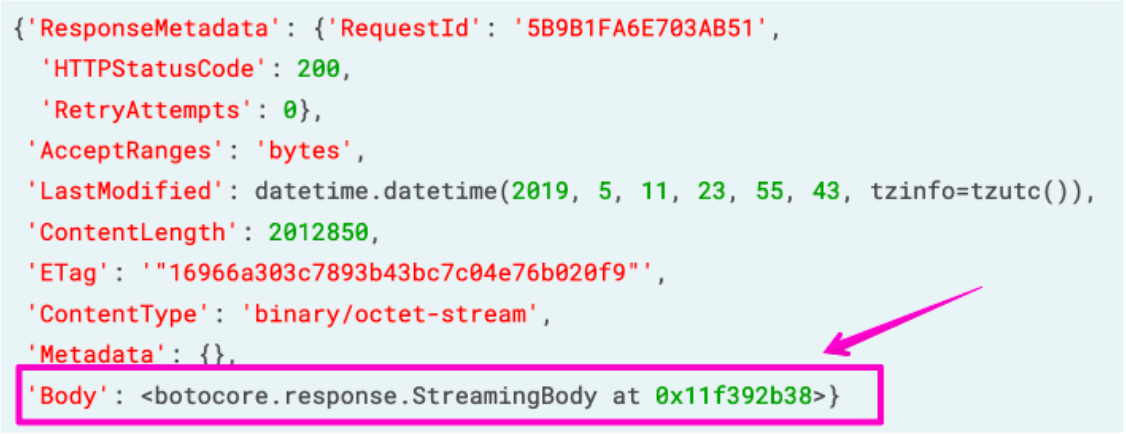 {'ResponseMetadata': {'RequestId': '5B9B1FA6E703AB51',
'HTTPStatusCode': 200,
'RetryAttempts': 0},
'AcceptRanges': 'bytes',
'LastModified': datetime.datetime(2019, 5, 11, 23, 55, 43, tzinfo=tzutc()),
'ContentLength': 2012850,
'ETag': '"16966a303c7893b43bc7c04e76b020f9"',
'ContentType': 'binary/octet-stream',
'Metadata': {},
'Body': <botocore.response.StreamingBody at 0x11f392b38>}